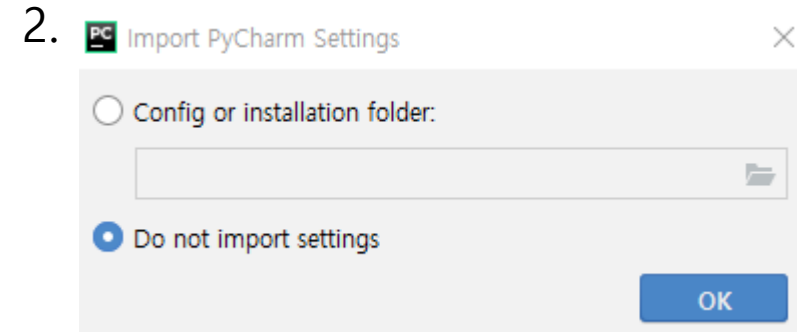 2.
PC Import PyCharm Settings
Config or installation folder:
Do not import settings
OK